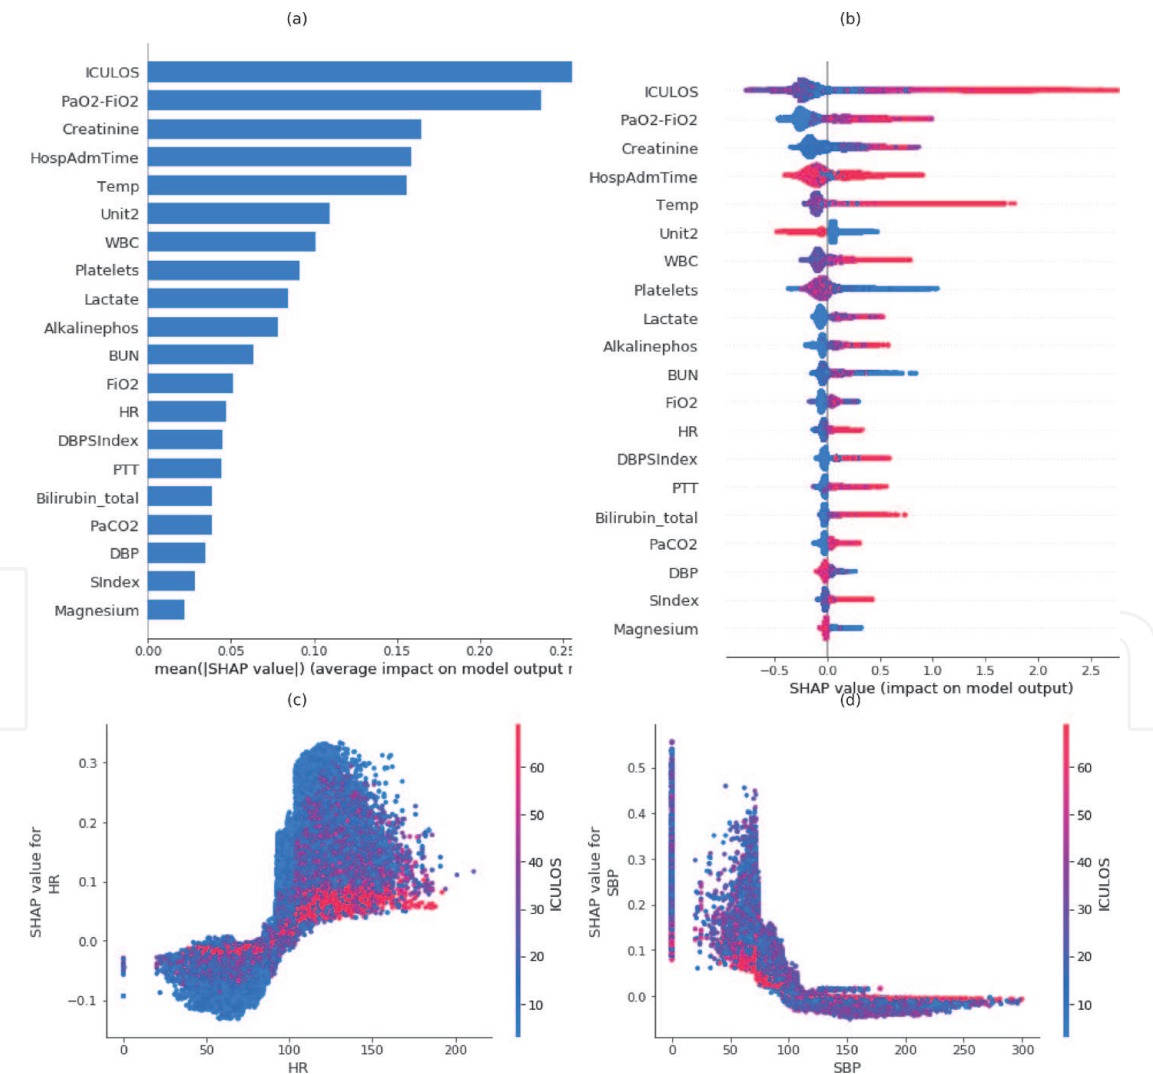 (a)
ICULOS
PaO2-FiO2
Creatinine
HospAdmTime
Temp
Unit2
WBC
Platelets
Lactate
Alkalinephos
BUN
FiO2
HR
DBPSIndex
PTT
Bilirubin_total
PaCO2
DBP
SIndex
Magnesium
0.00 0.05 0.10 0.15 0.20 0.25
mean(|SHAP value|) (average impact on model output r
(b)
ICULOS
PaO2-FiO2
Creatinine
HospAdmTime
Temp
Unit2
WBC
Platelets
Lactate
Alkalinephos
BUN
FiO2
HR
DBPSIndex
PTT
Bilirubin_total
PaCO2
DBP
SIndex
Magnesium
−0.5 0.0 0.5 1.0 1.5 2.0 2.5
SHAP value (impact on model output)
(c)
SHAP value for
HR
0.3
0.2
0.1
0.0
−0.1
0 50 100 150 200
HR
60
50
40
30
20
10
ICULOS
(d)
SHAP value for
SBP
0.5
0.4
0.3
0.2
0.1
0.0
0 50 100 150 200 250 300
SBP
60
50
40
30
20
10
ICULOS